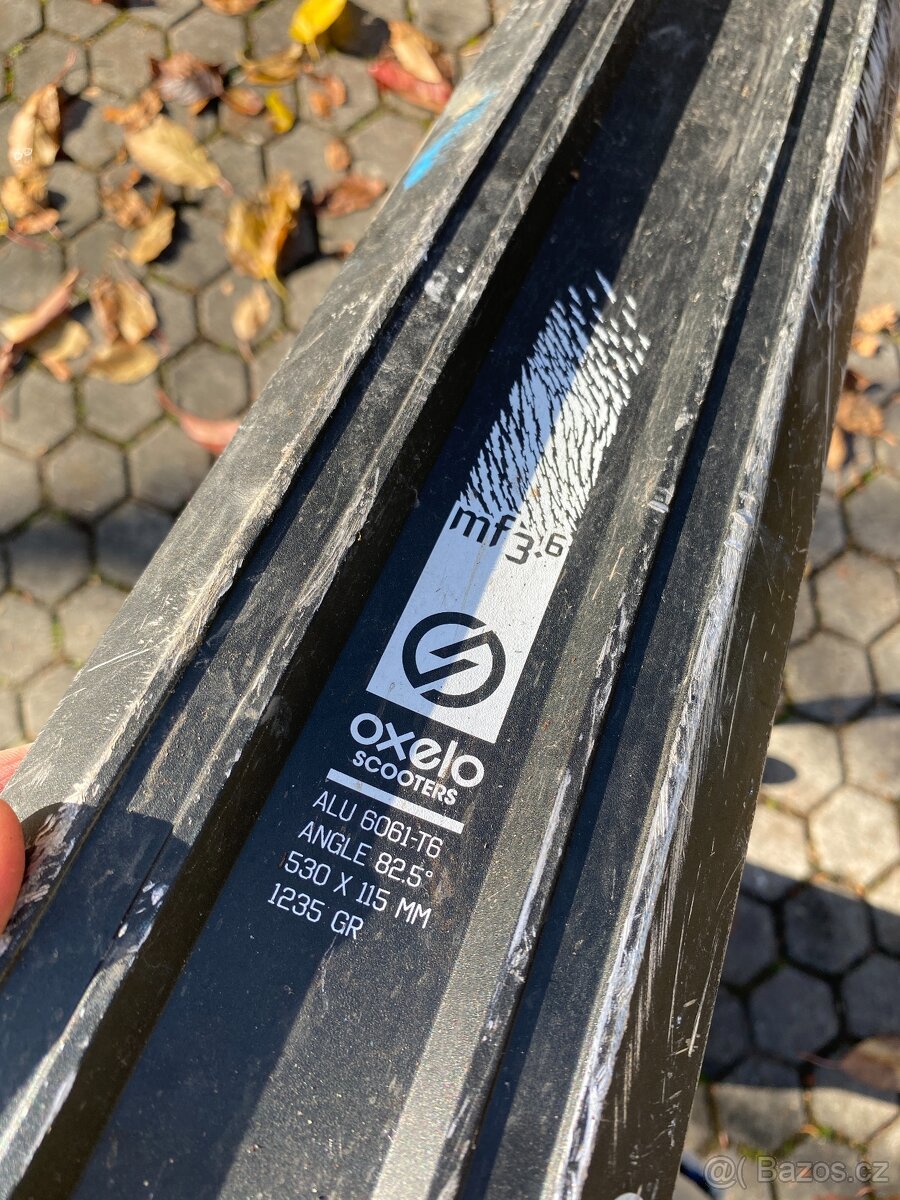 mf3.6
oxelo
SCOOTERS
ALU 6061-T6
ANGLE 82.5°
530 X 115 MM
1235 GR
@( Bazos.cz